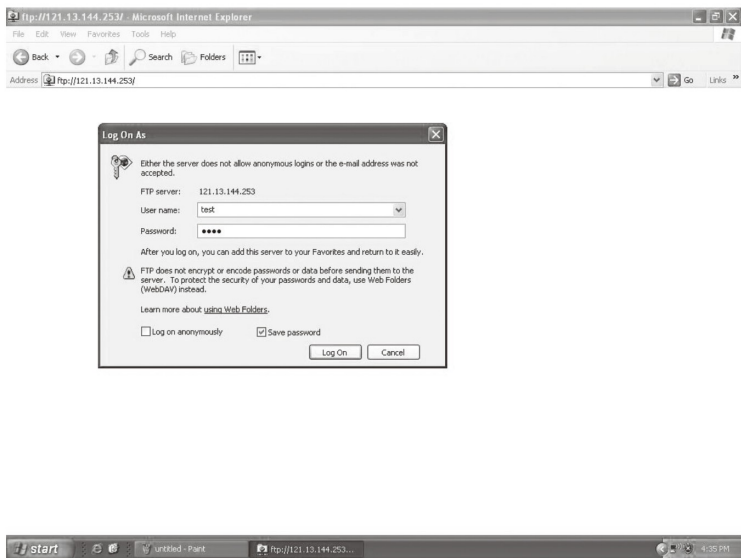 ftp://121.13.144.253/ - Microsoft Internet Explorer
File Edit View Favorites Tools Help
Back Search Folders
Address ftp://121.13.144.253/ Go Links »
Log On As
Either the server does not allow anonymous logins or the e-mail address was not
accepted.
FTP server: 121.13.144.253
User name: test
Password: ●●●●
After you log on, you can add this server to your Favorites and return to it easily.
FTP does not encrypt or encode passwords or data before sending them to the
server. To protect the security of your passwords and data, use Web Folders
(WebDAV) instead.
Learn more about using Web Folders.
Log on anonymously Save password
Log On Cancel
start untitled - Paint ftp://121.13.144.253... 4:35 PM